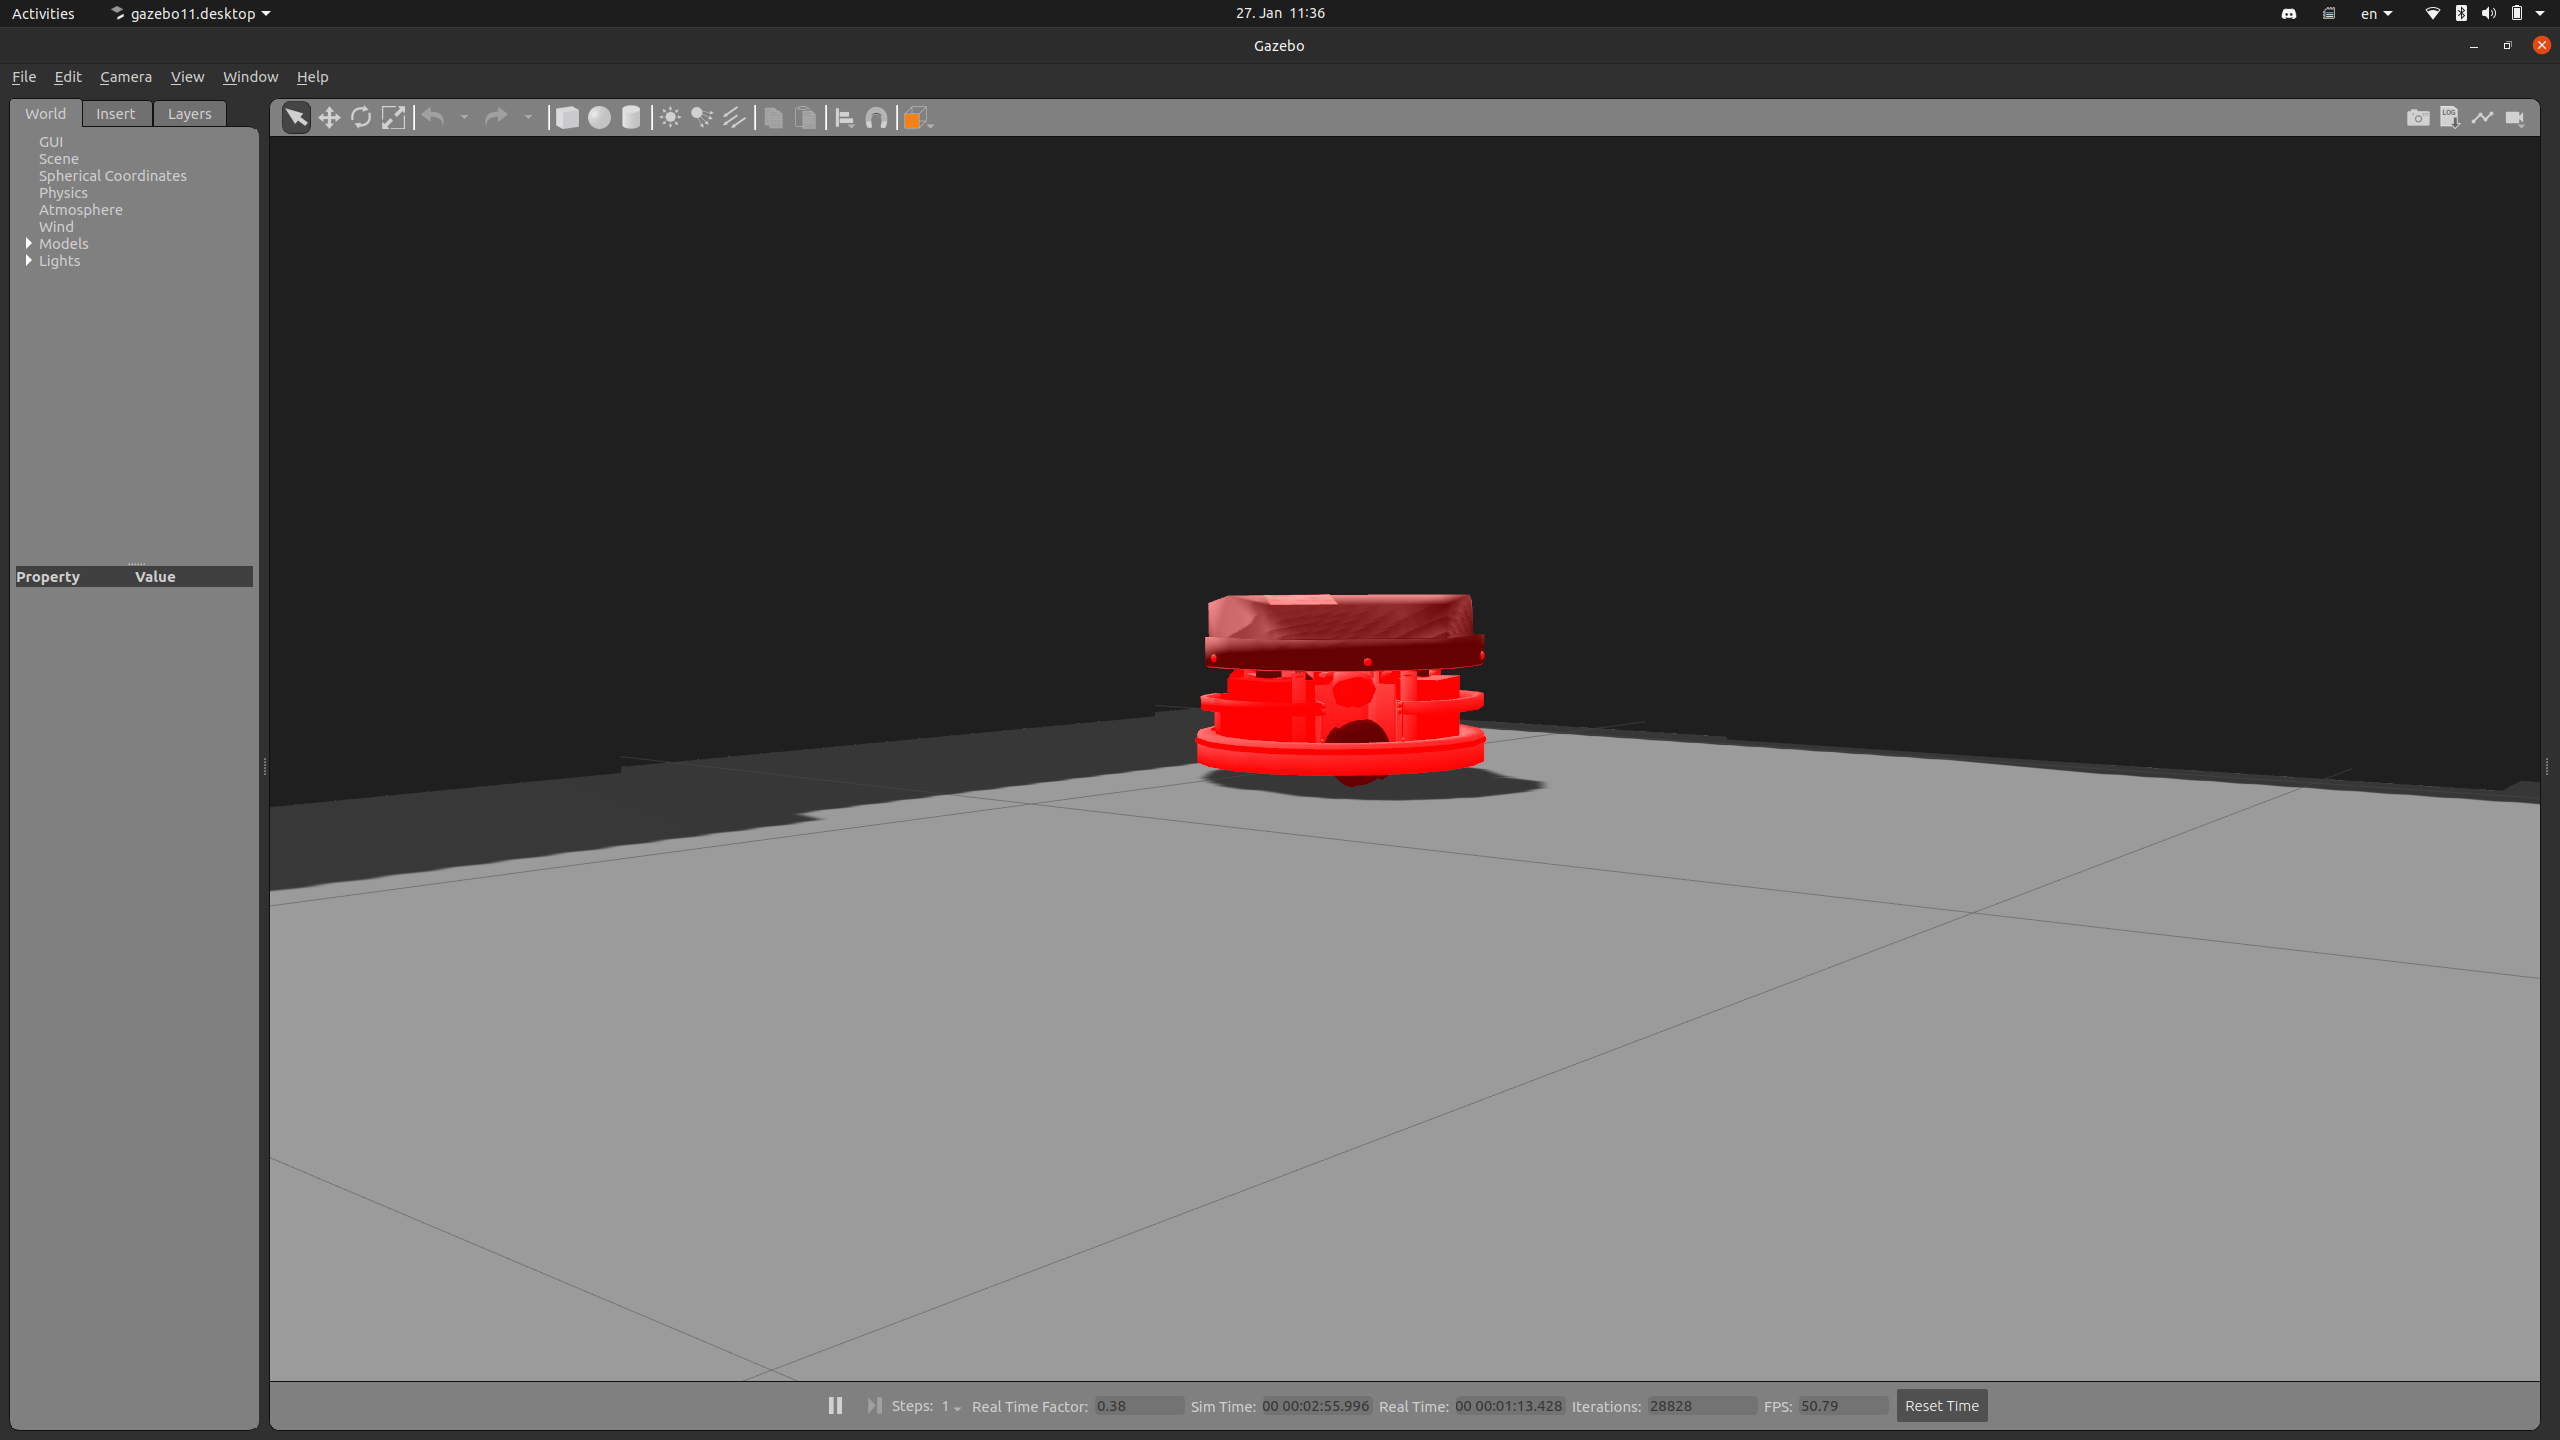 Activities gazebo11.desktop 27. Jan 11:36 en
Gazebo
File Edit Camera View Window Help
World Insert Layers
LOG
GUI
Scene
Spherical Coordinates
Physics
Atmosphere
Wind
Models
Lights
Property Value
Steps: 1 Real Time Factor: 0.38 Sim Time: 00 00:02:55.996 Real Time: 00 00:01:13.428 Iterations: 28828 FPS: 50.79 Reset Time